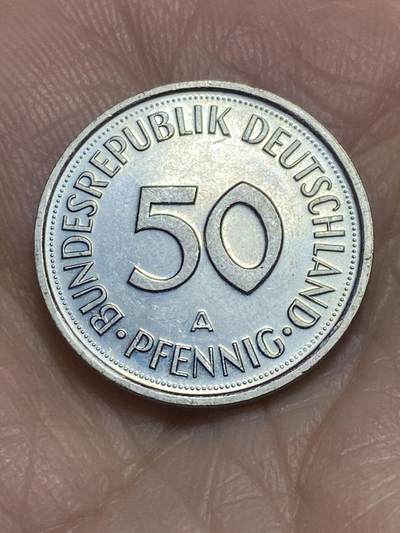 BUNDESREPUBLIK DEUTSCHLAND
50
A
· PFENNIG ·